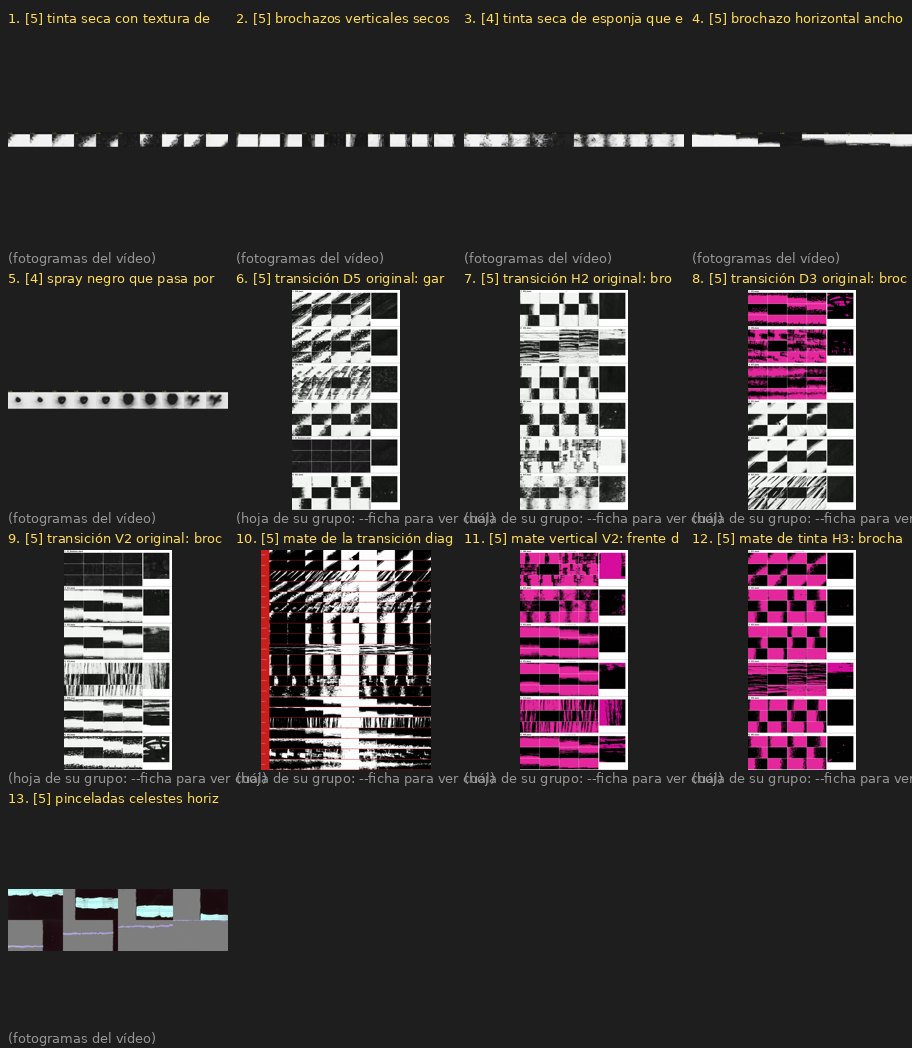 1. [5] tinta seca con textura de
2. [5] brochazos verticales secos
3. [4] tinta seca de esponja que e
4. [5] brochazo horizontal ancho
(fotogramas del vídeo)
(fotogramas del vídeo)
(fotogramas del vídeo)
(fotogramas del vídeo)
5. [4] spray negro que pasa por
6. [5] transición D5 original: gar
7. [5] transición H2 original: bro
8. [5] transición D3 original: broc
(fotogramas del vídeo)
(hoja de su grupo: --ficha para ver
(hoja de su grupo: --ficha para ver
(hoja de su grupo: --ficha para ver
9. [5] transición V2 original: broc
10. [5] mate de la transición diag
11. [5] mate vertical V2: frente d
12. [5] mate de tinta H3: brocha
(hoja de su grupo: --ficha para ver
(hoja de su grupo: --ficha para ver
(hoja de su grupo: --ficha para ver
(hoja de su grupo: --ficha para ver
13. [5] pinceladas celestes horiz
(fotogramas del vídeo)